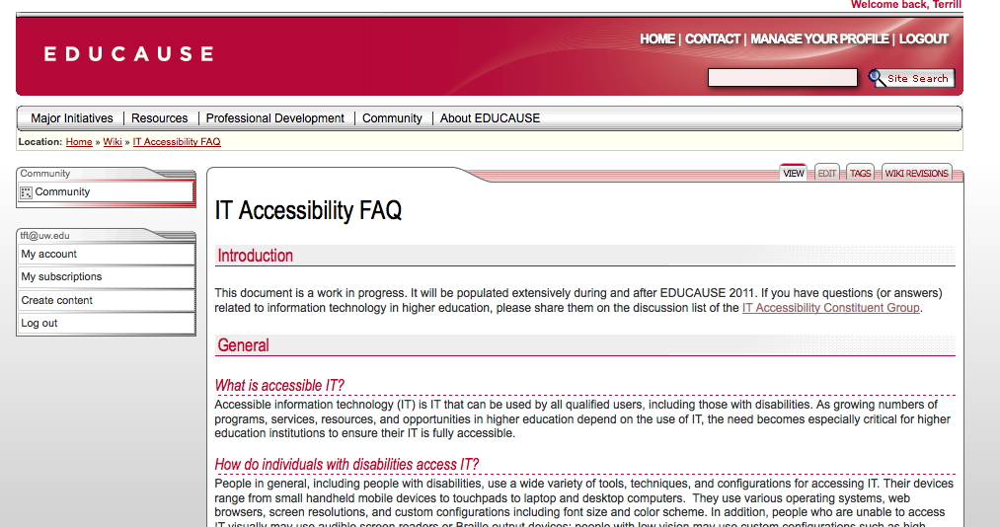 Welcome back, Terrill
EDUCAUSE
HOME | CONTACT | MANAGE YOUR PROFILE | LOGOUT
Site Search
Major Initiatives | Resources | Professional Development | Community | About EDUCAUSE
Location: Home » Wiki » IT Accessibility FAQ
Community
Community
tft@uw.edu
My account
My subscriptions
Create content
Log out
VIEW EDIT TAGS WIKI REVISIONS
IT Accessibility FAQ
Introduction
This document is a work in progress. It will be populated extensively during and after EDUCAUSE 2011. If you have questions (or answers)
related to information technology in higher education, please share them on the discussion list of the IT Accessibility Constituent Group.
General
What is accessible IT?
Accessible information technology (IT) is IT that can be used by all qualified users, including those with disabilities. As growing numbers of
programs, services, resources, and opportunities in higher education depend on the use of IT, the need becomes especially critical for higher
education institutions to ensure their IT is fully accessible.
How do individuals with disabilities access IT?
People in general, including people with disabilities, use a wide variety of tools, techniques, and configurations for accessing IT. Their devices
range from small handheld mobile devices to touchpads to laptop and desktop computers. They use various operating systems, web
browsers, screen resolutions, and custom configurations including font size and color scheme. In addition, people who are unable to access
IT visually may use audible screen readers or Braille output devices; people with low vision may use custom configurations such as high